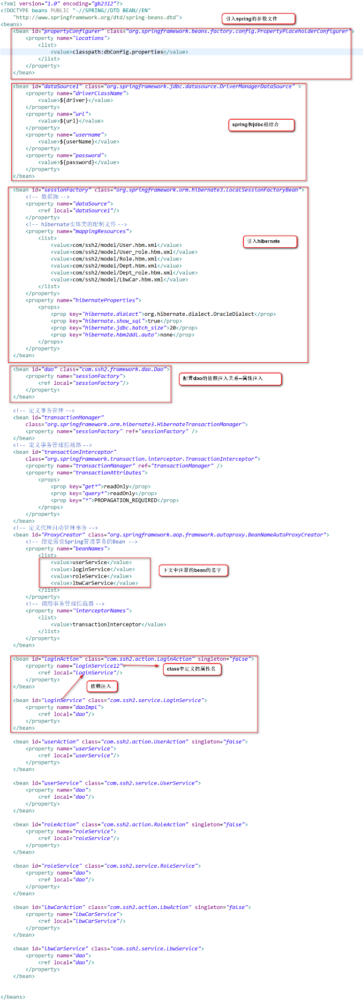 <?xml version="1.0" encoding="gb2312"?>
<!DOCTYPE beans PUBLIC "-//SPRING//DTD BEAN//EN"
"http://www.springframework.org/dtd/spring-beans.dtd">
引入spring的参数文件
<beans>
<bean id="propertyConfigurer" class="org.springframework.beans.factory.config.PropertyPlaceholderConfigurer">
<property name="locations">
<list>
<value>classpath:dbConfig.properties</value>
</list>
</property>
</bean>
<bean id="dataSource1" class="org.springframework.jdbc.datasource.DriverManagerDataSource" >
<property name="driverClassName">
<value>${driver}</value>
</property>
<property name="url">
<value>${url}</value>
spring和jdbc相结合
</property>
<property name="username">
<value>${userName}</value>
</property>
<property name="password">
<value>${password}</value>
</property>
</bean>
<bean id="sessionFactory" class="org.springframework.orm.hibernate3.LocalSessionFactoryBean">
<!-- 数据源 -->
<property name="dataSource">
<ref local="dataSource1"/>
</property>
<!-- hibernate实体类的配制文件 -->
<property name="mappingResources">
<list>
引入hibernate
<value>com/ssh2/model/User.hbm.xml</value>
<value>com/ssh2/model/User_role.hbm.xml</value>
<value>com/ssh2/model/Role.hbm.xml</value>
<value>com/ssh2/model/Dept.hbm.xml</value>
<value>com/ssh2/model/Dept_role.hbm.xml</value>
<value>com/ssh2/model/LbwCar.hbm.xml</value>
</list>
</property>
<property name="hibernateProperties">
<props>
<prop key="hibernate.dialect">org.hibernate.dialect.OracleDialect</prop>
<prop key="hibernate.show_sql">true</prop>
<prop key="hibernate.jdbc.batch_size">20</prop>
<prop key="hibernate.hbm2ddl.auto">none</prop>
</props>
</property>
</bean>
<bean id="dao" class="com.ssh2.framework.dao.Dao">
<property name="sessionFactory">
配置dao的依赖注入关系--属性注入
<ref local="sessionFactory"/>
</property>
</bean>
<!-- 定义事务管理 -->
<bean id="transactionManager"
class="org.springframework.orm.hibernate3.HibernateTransactionManager">
<property name="sessionFactory" ref="sessionFactory" />
</bean>
<!-- 定义事务管理拦截器 -->
<bean id="transactionInterceptor"
class="org.springframework.transaction.interceptor.TransactionInterceptor">
<property name="transactionManager" ref="transactionManager" />
<property name="transactionAttributes">
<props>
<prop key="get*">readOnly</prop>
<prop key="query*">readOnly</prop>
<prop key="*">PROPAGATION_REQUIRED</prop>
</props>
</property>
</bean>
<!-- 定义代理自动管理事务 -->
<bean id="ProxyCreator" class="org.springframework.aop.framework.autoproxy.BeanNameAutoProxyCreator">
<!-- 指定需要Spring管理事务的Bean -->
<property name="beanNames">
<list>
<value>userService</value>
<value>loginService</value>
下文中注册的bean的名字
<value>roleService</value>
<value>lbwCarService</value>
</list>
</property>
<!-- 调用事务管理拦截器 -->
<property name="interceptorNames">
<list>
<value>transactionInterceptor</value>
</list>
</property>
</bean>
<bean id="loginAction" class="com.ssh2.action.LoginAction" singleton="false">
<property name="loginService12">
class中定义的属性名
<ref local="loginService"/>
</property>
</bean>
依赖注入
<bean id="loginService" class="com.ssh2.service.LoginService">
<property name="daoImpl">
<ref local="dao"/>
</property>
</bean>
<bean id="userAction" class="com.ssh2.action.UserAction" singleton="false">
<property name="userService">
<ref local="userService"/>
</property>
</bean>
<bean id="userService" class="com.ssh2.service.UserService">
<property name="dao">
<ref local="dao"/>
</property>
</bean>
<bean id="roleAction" class="com.ssh2.action.RoleAction" singleton="false">
<property name="roleService">
<ref local="roleService"/>
</property>
</bean>
<bean id="roleService" class="com.ssh2.service.RoleService">
<property name="dao">
<ref local="dao"/>
</property>
</bean>
<bean id="lbwCarAction" class="com.ssh2.action.LbwAction" singleton="false">
<property name="lbwCarService">
<ref local="lbwCarService"/>
</property>
</bean>
<bean id="lbwCarService" class="com.ssh2.service.LbwService">
<property name="dao">
<ref local="dao"/>
</property>
</bean>
</beans>